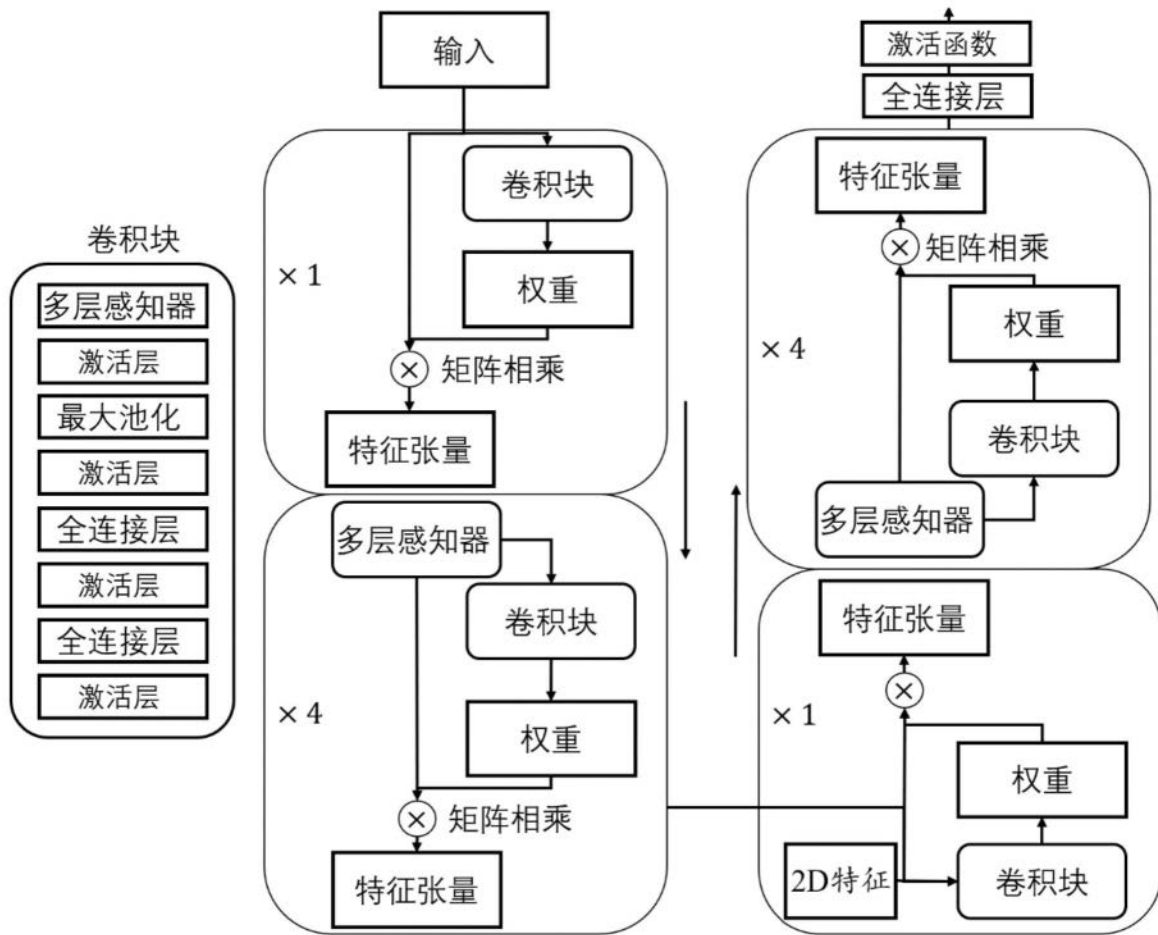 卷积块
多层感知器
激活层
最大池化
激活层
全连接层
激活层
全连接层
激活层
输入
卷积块
× 1
权重
矩阵相乘
特征张量
多层感知器
卷积块
× 4
权重
矩阵相乘
特征张量
激活函数
全连接层
特征张量
矩阵相乘
权重
× 4
卷积块
多层感知器
特征张量
× 1
权重
2D特征
卷积块